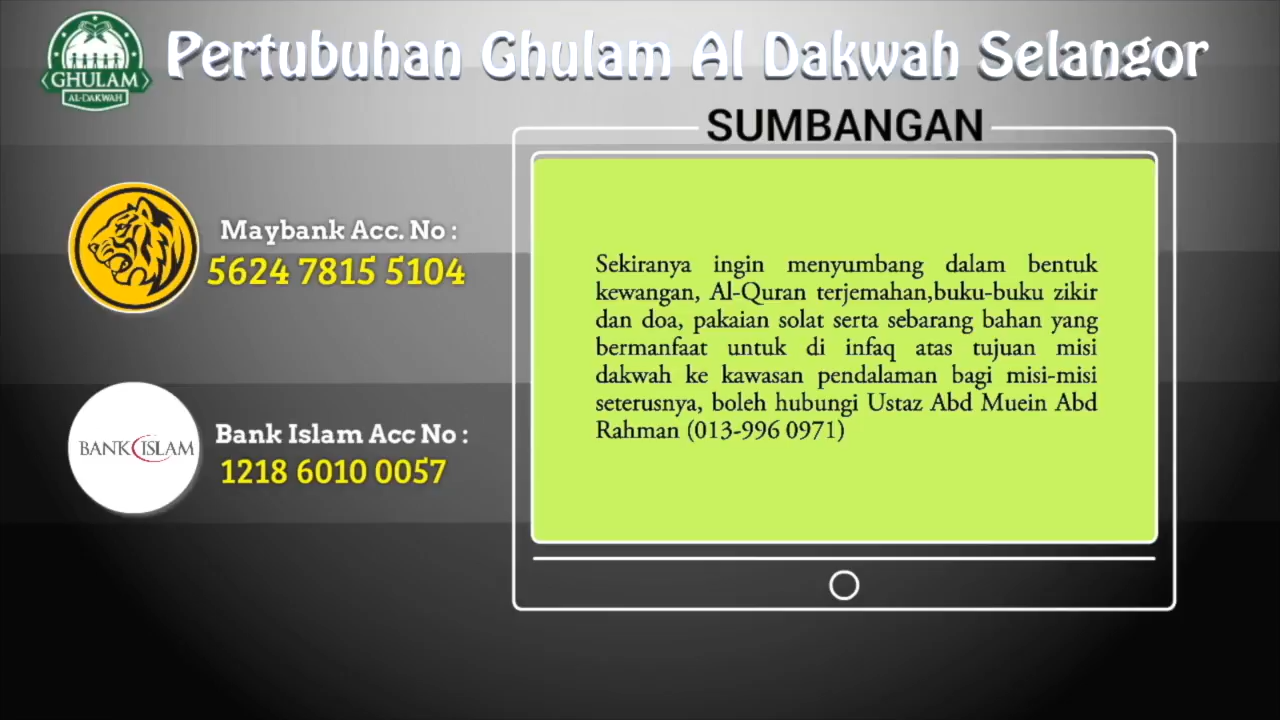 GHULAM
AL-DAKWAH
Pertubuhan Ghulam Al Dakwah Selangor
Maybank Acc. No :
5624 7815 5104
BANK ISLAM
Bank Islam Acc No :
1218 6010 0057
SUMBANGAN
Sekiranya ingin menyumbang dalam bentuk
kewangan, Al-Quran terjemahan,buku-buku zikir
dan doa, pakaian solat serta sebarang bahan yang
bermanfaat untuk di infaq atas tujuan misi
dakwah ke kawasan pendalaman bagi misi-misi
seterusnya, boleh hubungi Ustaz Abd Muein Abd
Rahman (013-996 0971)